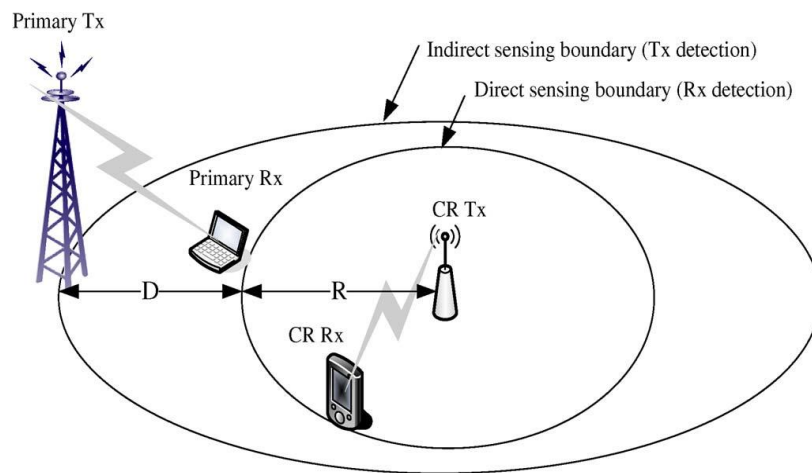 Primary Tx
Indirect sensing boundary (Tx detection)
Direct sensing boundary (Rx detection)
Primary Rx
CR Tx
D
R
CR Rx